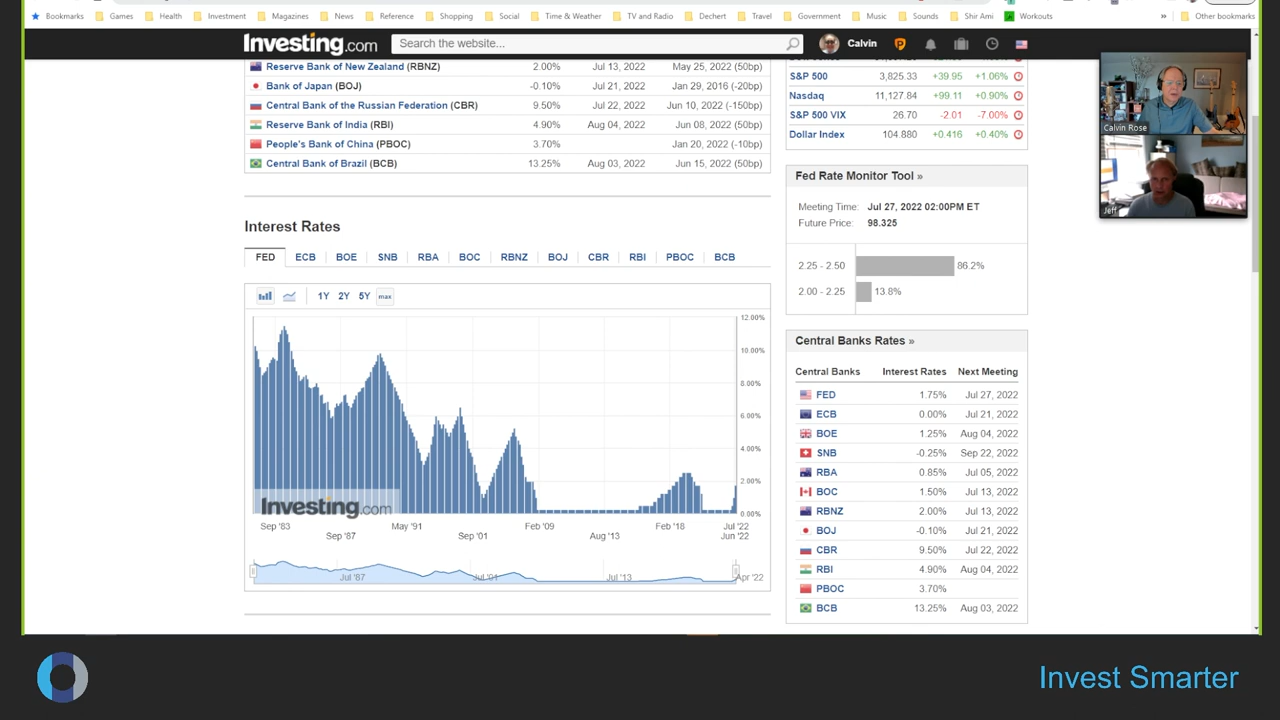 Bookmarks Games Health Investment Magazines News Reference Shopping Social Time & Weather TV and Radio Dechert Travel Government Music Sounds Shir Ami Workouts » Other bookmarks
Investing.com Search the website... Calvin
Reserve Bank of New Zealand (RBNZ) 2.00% Jul 13, 2022 May 25, 2022 (50bp)
Bank of Japan (BOJ) -0.10% Jul 21, 2022 Jan 29, 2016 (-20bp)
Central Bank of the Russian Federation (CBR) 9.50% Jul 22, 2022 Jun 10, 2022 (-150bp)
Reserve Bank of India (RBI) 4.90% Aug 04, 2022 Jun 08, 2022 (50bp)
People's Bank of China (PBOC) 3.70% Jan 20, 2022 (-10bp)
Central Bank of Brazil (BCB) 13.25% Aug 03, 2022 Jun 15, 2022 (50bp)
Interest Rates
FED ECB BOE SNB RBA BOC RBNZ BOJ CBR RBI PBOC BCB
1Y 2Y 5Y max
12.00%
10.00%
8.00%
6.00%
4.00%
2.00%
0.00%
Investing.com
Sep '83 May '91 Feb '09 Feb '18 Jul '22
Sep '87 Sep '01 Aug '13 Jun '22
Jul '87 Jul '01 Jul '13 Apr '22
S&P 500 3,825.33 +39.95 +1.06%
Nasdaq 11,127.84 +99.11 +0.90%
S&P 500 VIX 26.70 -2.01 -7.00%
Dollar Index 104.880 +0.416 +0.40%
Fed Rate Monitor Tool »
Meeting Time: Jul 27, 2022 02:00PM ET
Future Price: 98.325
2.25 - 2.50 86.2%
2.00 - 2.25 13.8%
Central Banks Rates »
Central Banks Interest Rates Next Meeting
FED 1.75% Jul 27, 2022
ECB 0.00% Jul 21, 2022
BOE 1.25% Aug 04, 2022
SNB -0.25% Sep 22, 2022
RBA 0.85% Jul 05, 2022
BOC 1.50% Jul 13, 2022
RBNZ 2.00% Jul 13, 2022
BOJ -0.10% Jul 21, 2022
CBR 9.50% Jul 22, 2022
RBI 4.90% Aug 04, 2022
PBOC 3.70%
BCB 13.25% Aug 03, 2022
Calvin Rose
Jeff
Invest Smarter